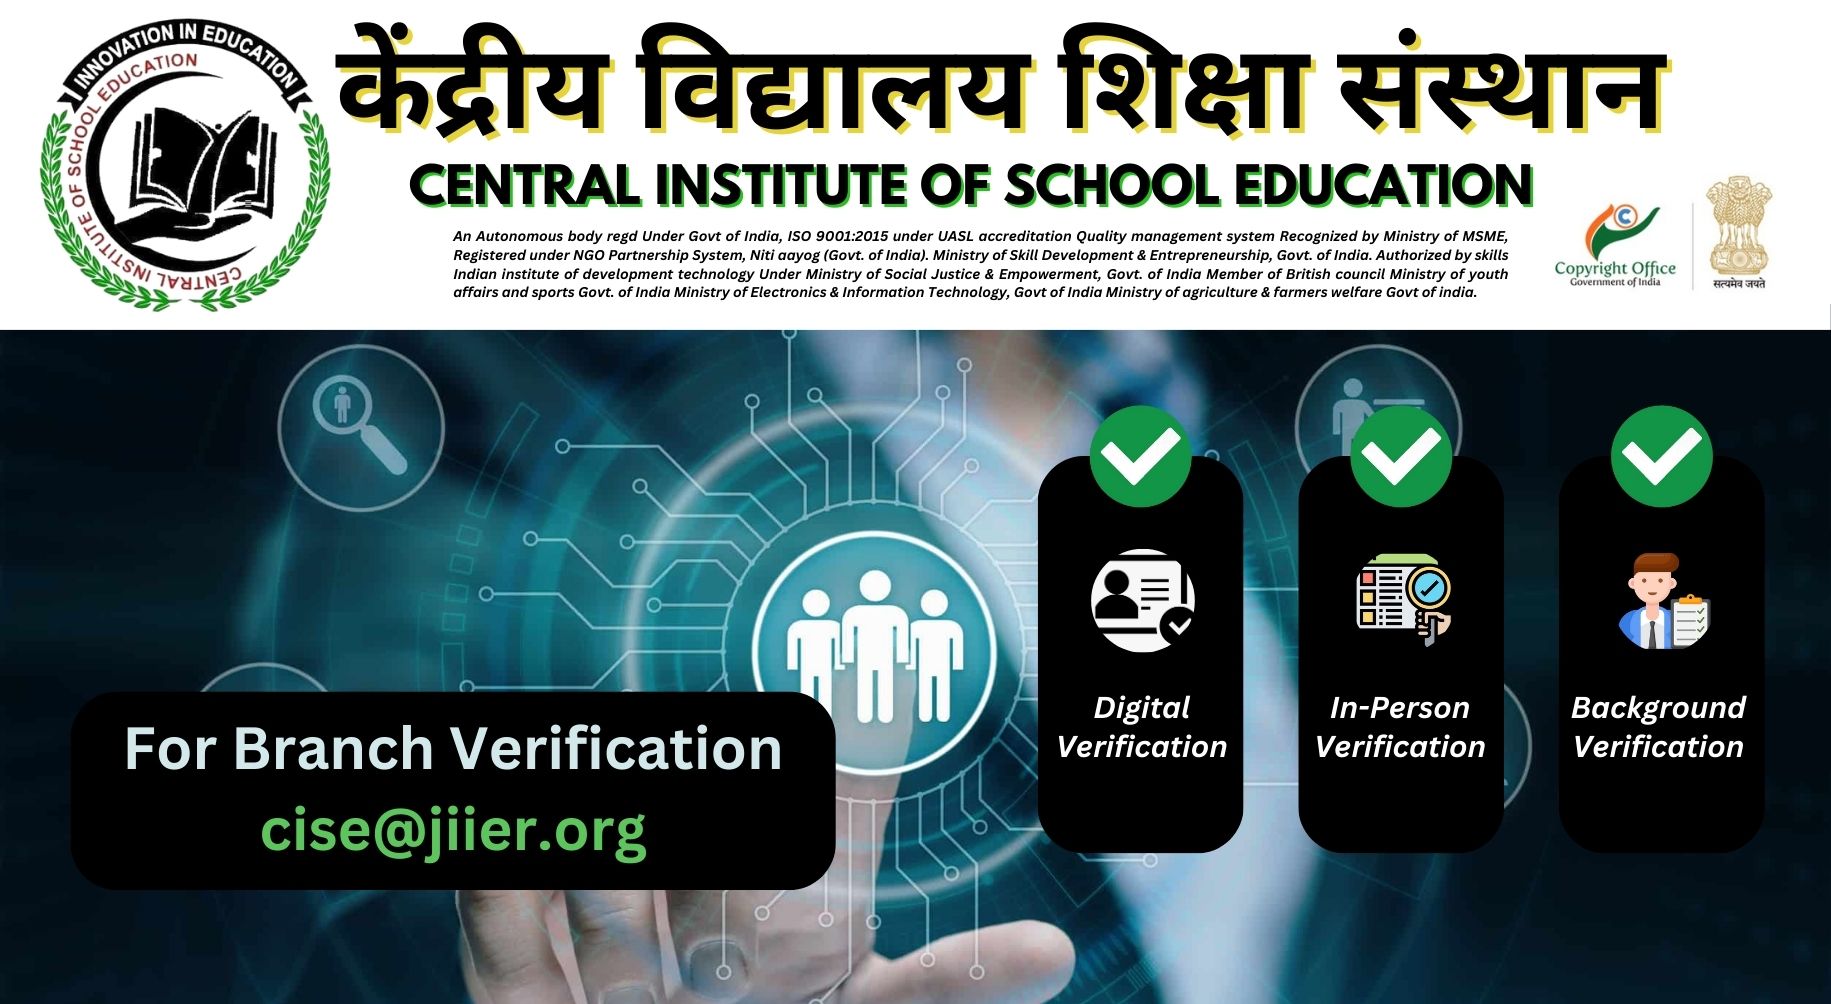 INNOVATION IN EDUCATION
CENTRAL INSTITUTE OF SCHOOL EDUCATION
केंद्रीय विद्यालय शिक्षा संस्थान
CENTRAL INSTITUTE OF SCHOOL EDUCATION
An Autonomous body regd Under Govt of India, ISO 9001:2015 under UASL accreditation Quality management system Recognized by Ministry of MSME,
Registered under NGO Partnership System, Niti aayog (Govt. of India). Ministry of Skill Development & Entrepreneurship, Govt. of India. Authorized by skills
Indian institute of development technology Under Ministry of Social Justice & Empowerment, Govt. of India Member of British council Ministry of youth
affairs and sports Govt. of India Ministry of Electronics & Information Technology, Govt of India Ministry of agriculture & farmers welfare Govt of india.
C
Copyright Office
Government of India
सत्यमेव जयते
For Branch Verification
cise@jiier.org
Digital
Verification
In-Person
Verification
Background
Verification